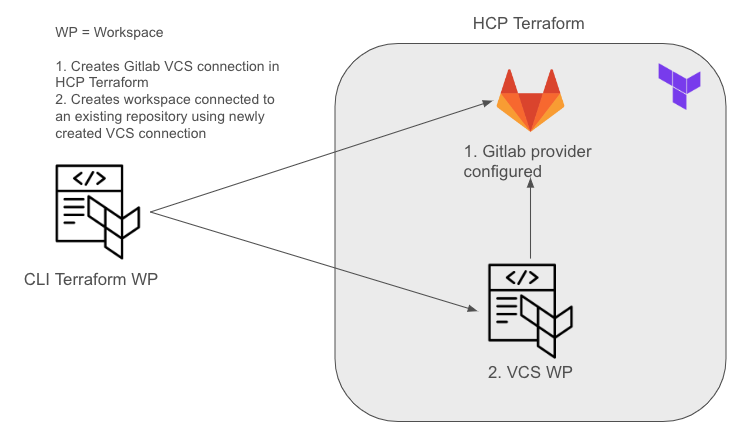 HCP Terraform
WP = Workspace
1. Creates Gitlab VCS connection in
HCP Terraform
2. Creates workspace connected to
an existing repository using newly
created VCS connection
1. Gitlab provider
configured
</>
CLI Terraform WP
</>
2. VCS WP